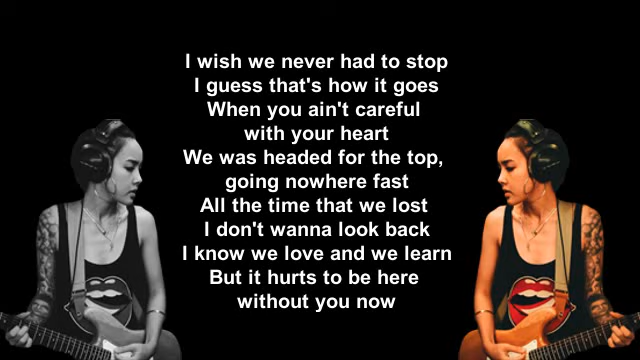 I wish we never had to stop
I guess that's how it goes
When you ain't careful
with your heart
We was headed for the top,
going nowhere fast
All the time that we lost
I don't wanna look back
I know we love and we learn
But it hurts to be here
without you now